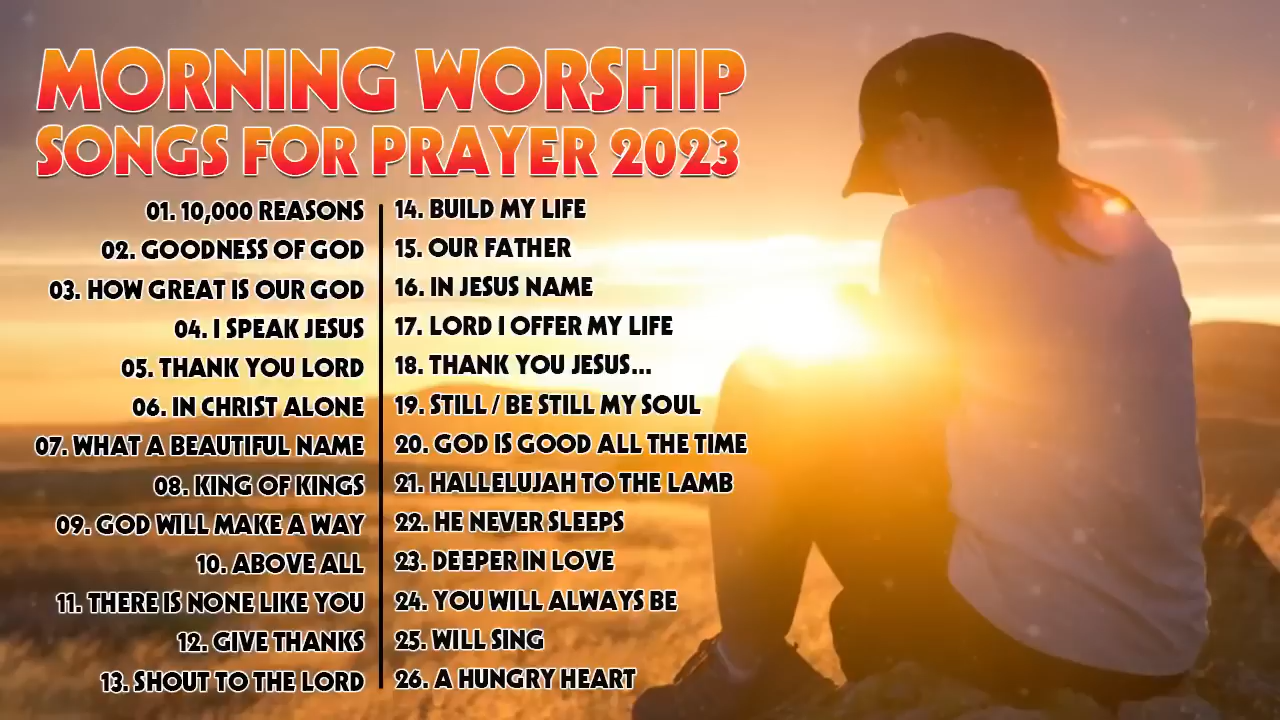 MORNING WORSHIP
SONGS FOR PRAYER 2023
01. 10,000 REASONS
02. GOODNESS OF GOD
03. HOW GREAT IS OUR GOD
04. I SPEAK JESUS
05. THANK YOU LORD
06. IN CHRIST ALONE
07. WHAT A BEAUTIFUL NAME
08. KING OF KINGS
09. GOD WILL MAKE A WAY
10. ABOVE ALL
11. THERE IS NONE LIKE YOU
12. GIVE THANKS
13. SHOUT TO THE LORD
14. BUILD MY LIFE
15. OUR FATHER
16. IN JESUS NAME
17. LORD I OFFER MY LIFE
18. THANK YOU JESUS...
19. STILL / BE STILL MY SOUL
20. GOD IS GOOD ALL THE TIME
21. HALLELUJAH TO THE LAMB
22. HE NEVER SLEEPS
23. DEEPER IN LOVE
24. YOU WILL ALWAYS BE
25. WILL SING
26. A HUNGRY HEART